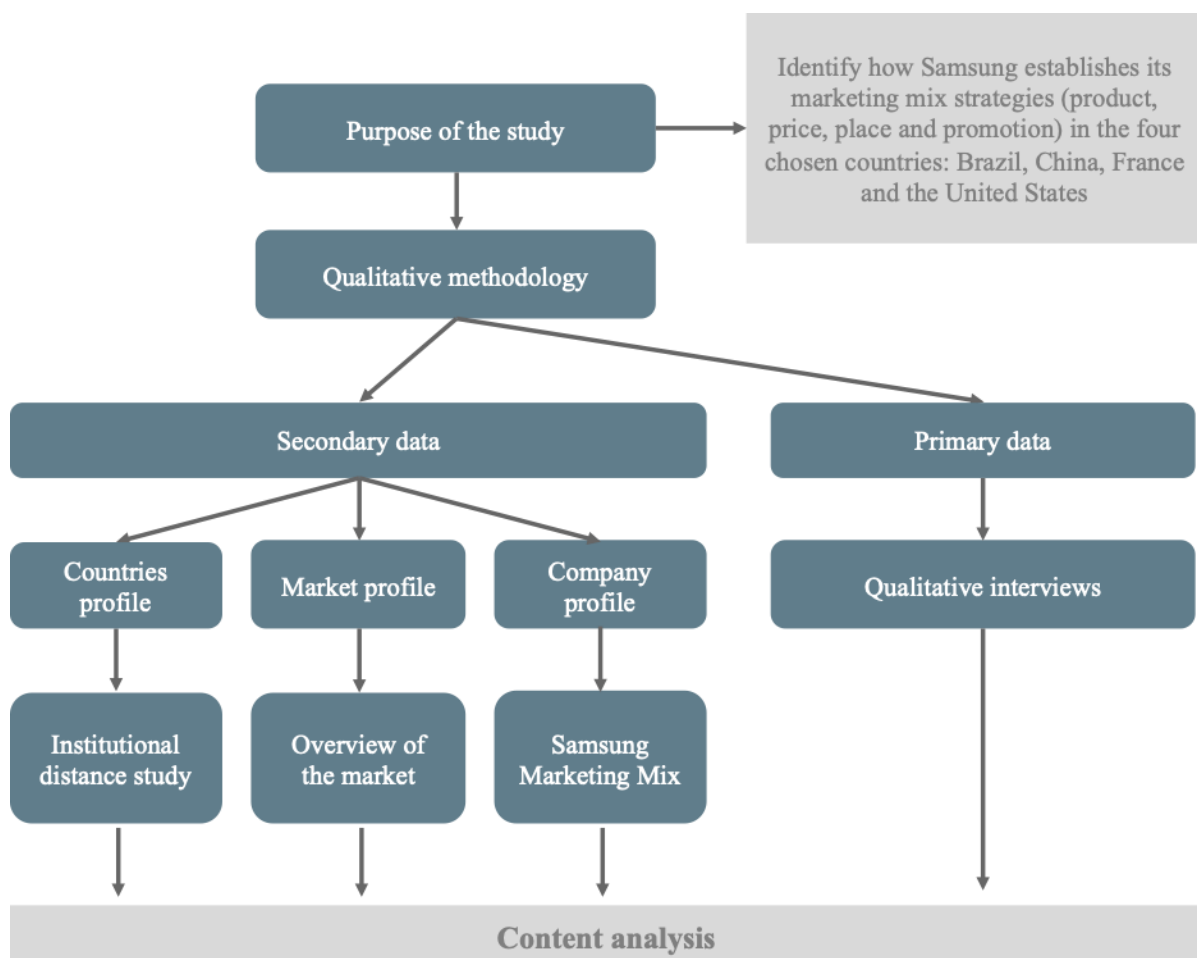 Identify how Samsung establishes its
marketing mix strategies (product,
price, place and promotion) in the four
chosen countries: Brazil, China, France
and the United States
Purpose of the study
Qualitative methodology
Secondary data
Primary data
Countries
profile
Market profile
Company
profile
Qualitative interviews
Institutional
distance study
Overview of
the market
Samsung
Marketing Mix
Content analysis